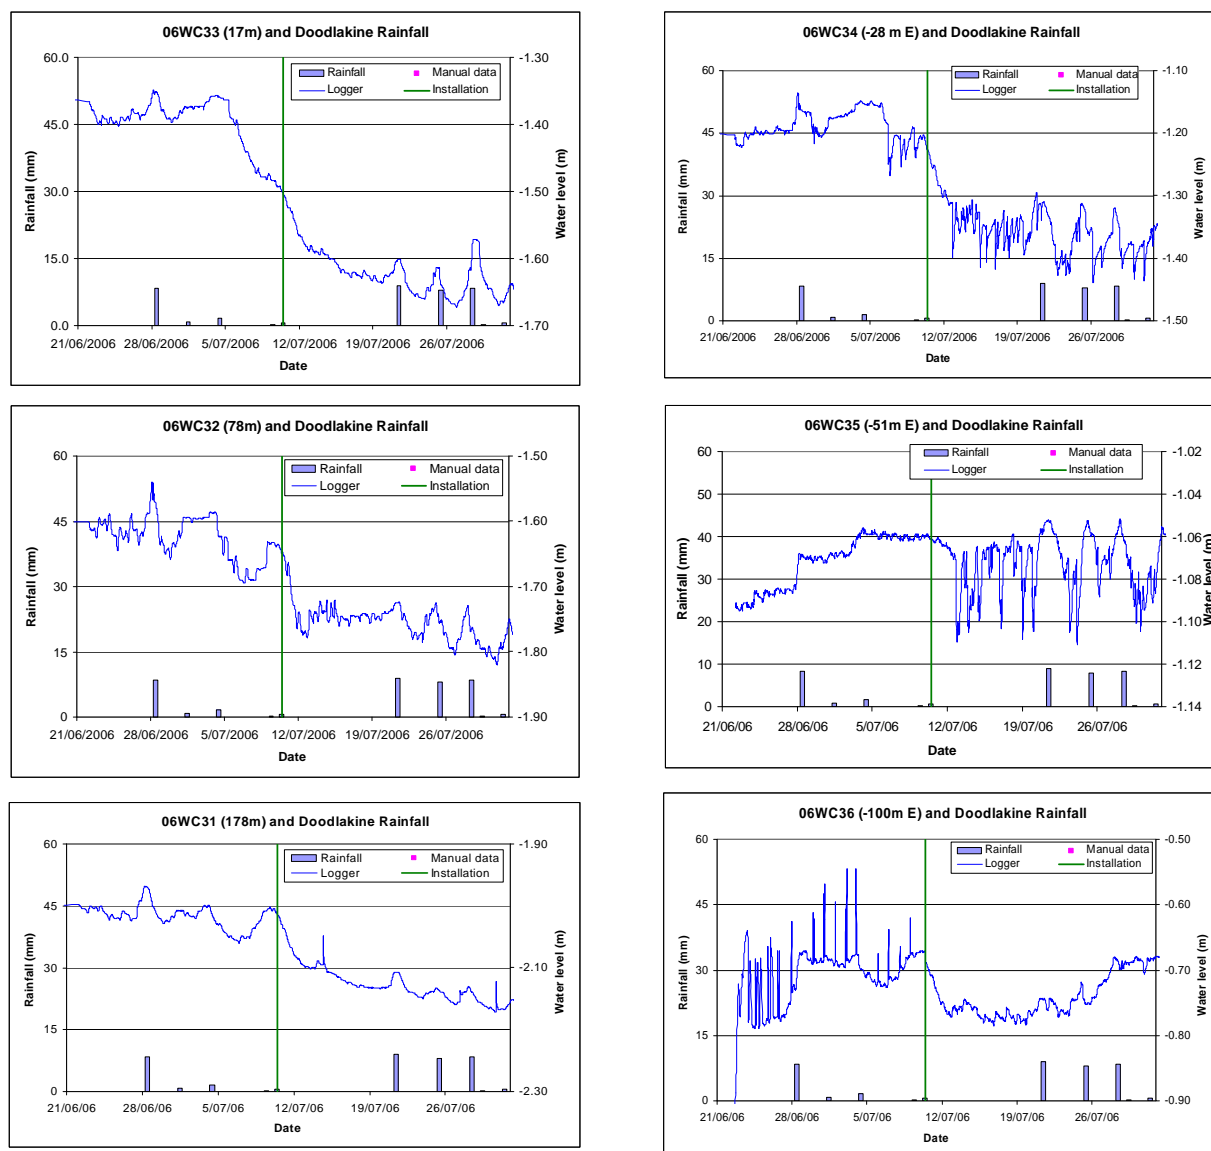 06WC33 (17m) and Doodlakine Rainfall
Rainfall
Manual data
Logger
Installation
60.0
45.0
30.0
15.0
0.0
-1.30
-1.40
-1.50
-1.60
-1.70
Rainfall (mm)
Water level (m)
21/06/2006 28/06/2006 5/07/2006 12/07/2006 19/07/2006 26/07/2006
Date
06WC34 (-28 m E) and Doodlakine Rainfall
Rainfall
Manual data
Logger
Installation
60
45
30
15
0
-1.10
-1.20
-1.30
-1.40
-1.50
Rainfall (mm)
Water level (m)
21/06/2006 28/06/2006 5/07/2006 12/07/2006 19/07/2006 26/07/2006
Date
06WC32 (78m) and Doodlakine Rainfall
Rainfall
Manual data
Logger
Installation
60
45
30
15
0
-1.50
-1.60
-1.70
-1.80
-1.90
Rainfall (mm)
Water level (m)
21/06/2006 28/06/2006 5/07/2006 12/07/2006 19/07/2006 26/07/2006
Date
06WC35 (-51m E) and Doodlakine Rainfall
Rainfall
Manual data
Logger
Installation
60
50
40
30
20
10
0
-1.02
-1.04
-1.06
-1.08
-1.10
-1.12
-1.14
Rainfall (mm)
Water level (m)
21/06/06 28/06/06 5/07/06 12/07/06 19/07/06 26/07/06
Date
06WC31 (178m) and Doodlakine Rainfall
Rainfall
Manual data
Logger
Installation
60
45
30
15
0
-1.90
-2.10
-2.30
Rainfall (mm)
Water level (m)
21/06/06 28/06/06 5/07/06 12/07/06 19/07/06 26/07/06
Date
06WC36 (-100m E) and Doodlakine Rainfall
Rainfall
Manual data
Logger
Installation
60
45
30
15
0
-0.50
-0.60
-0.70
-0.80
-0.90
Rainfall (mm)
Water level (m)
21/06/06 28/06/06 5/07/06 12/07/06 19/07/06 26/07/06
Date